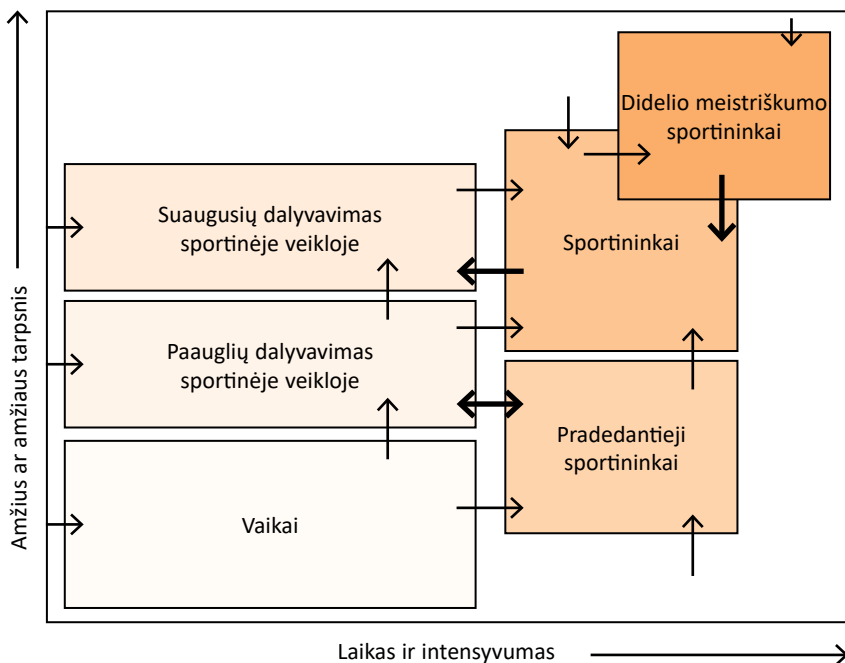 Amžius ar amžiaus tarpsnis
Didelio meistriškumo
sportininkai
Suaugusių dalyvavimas
sportinėje veikloje
Sportininkai
Paauglių dalyvavimas
sportinėje veikloje
Pradedantieji
sportininkai
Vaikai
Laikas ir intensyvumas